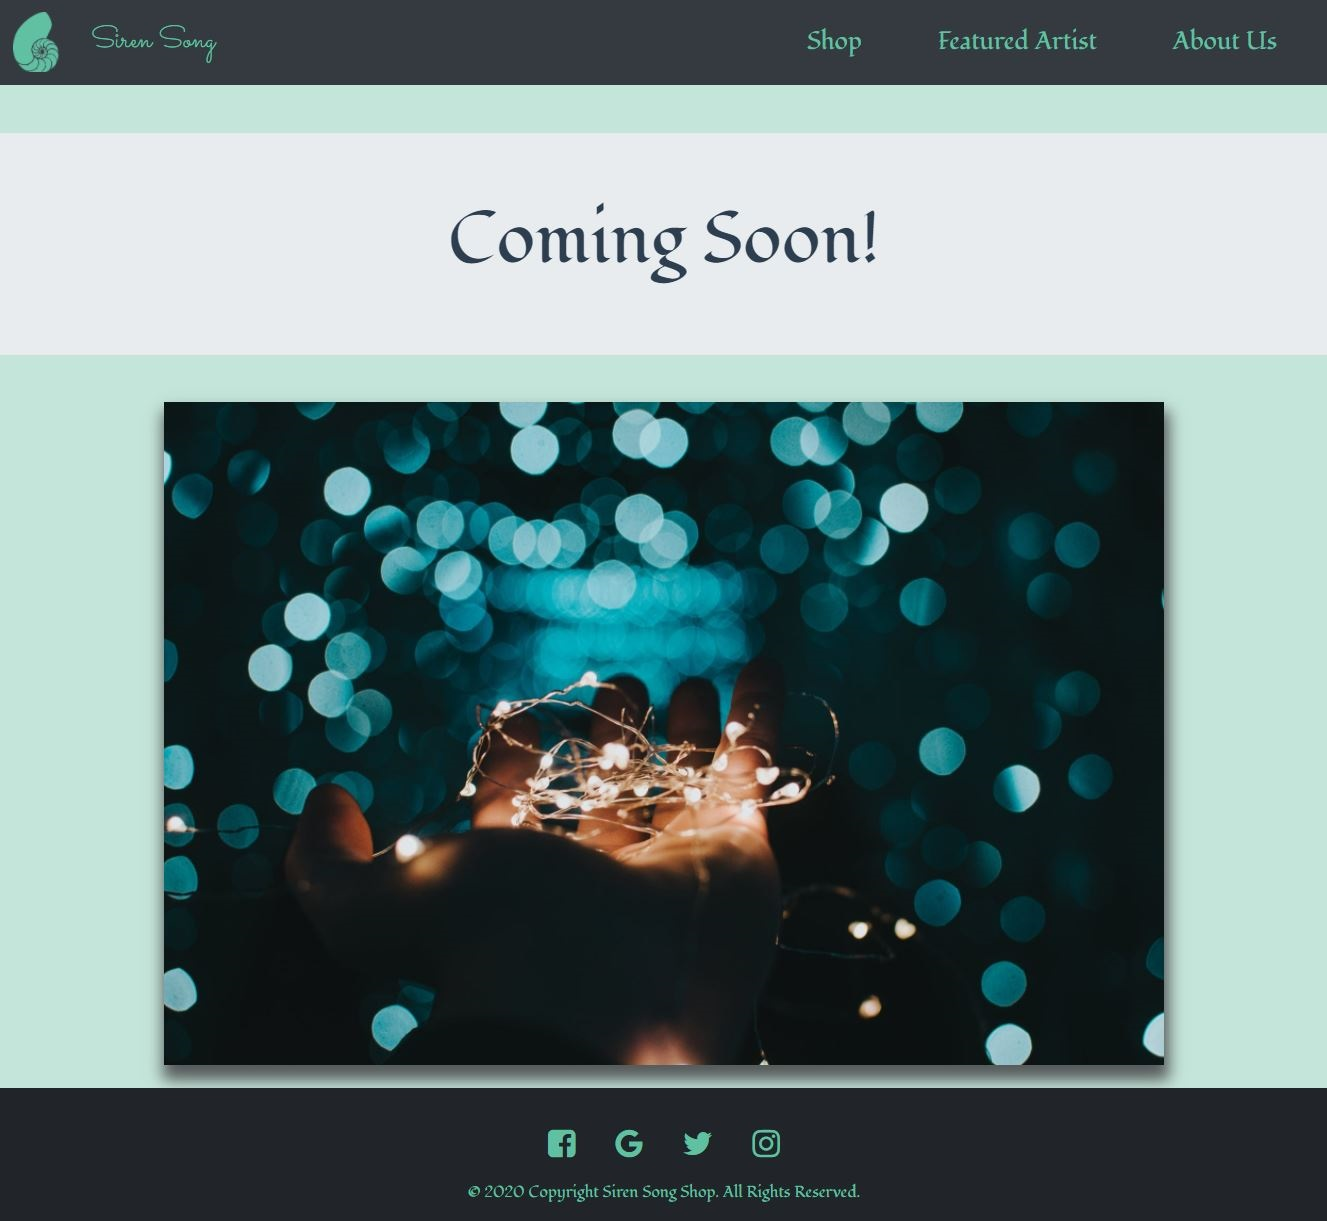 Siren Song
Shop
Featured Artist
About Us
Coming Soon!
© 2020 Copyright Siren Song Shop. All Rights Reserved.